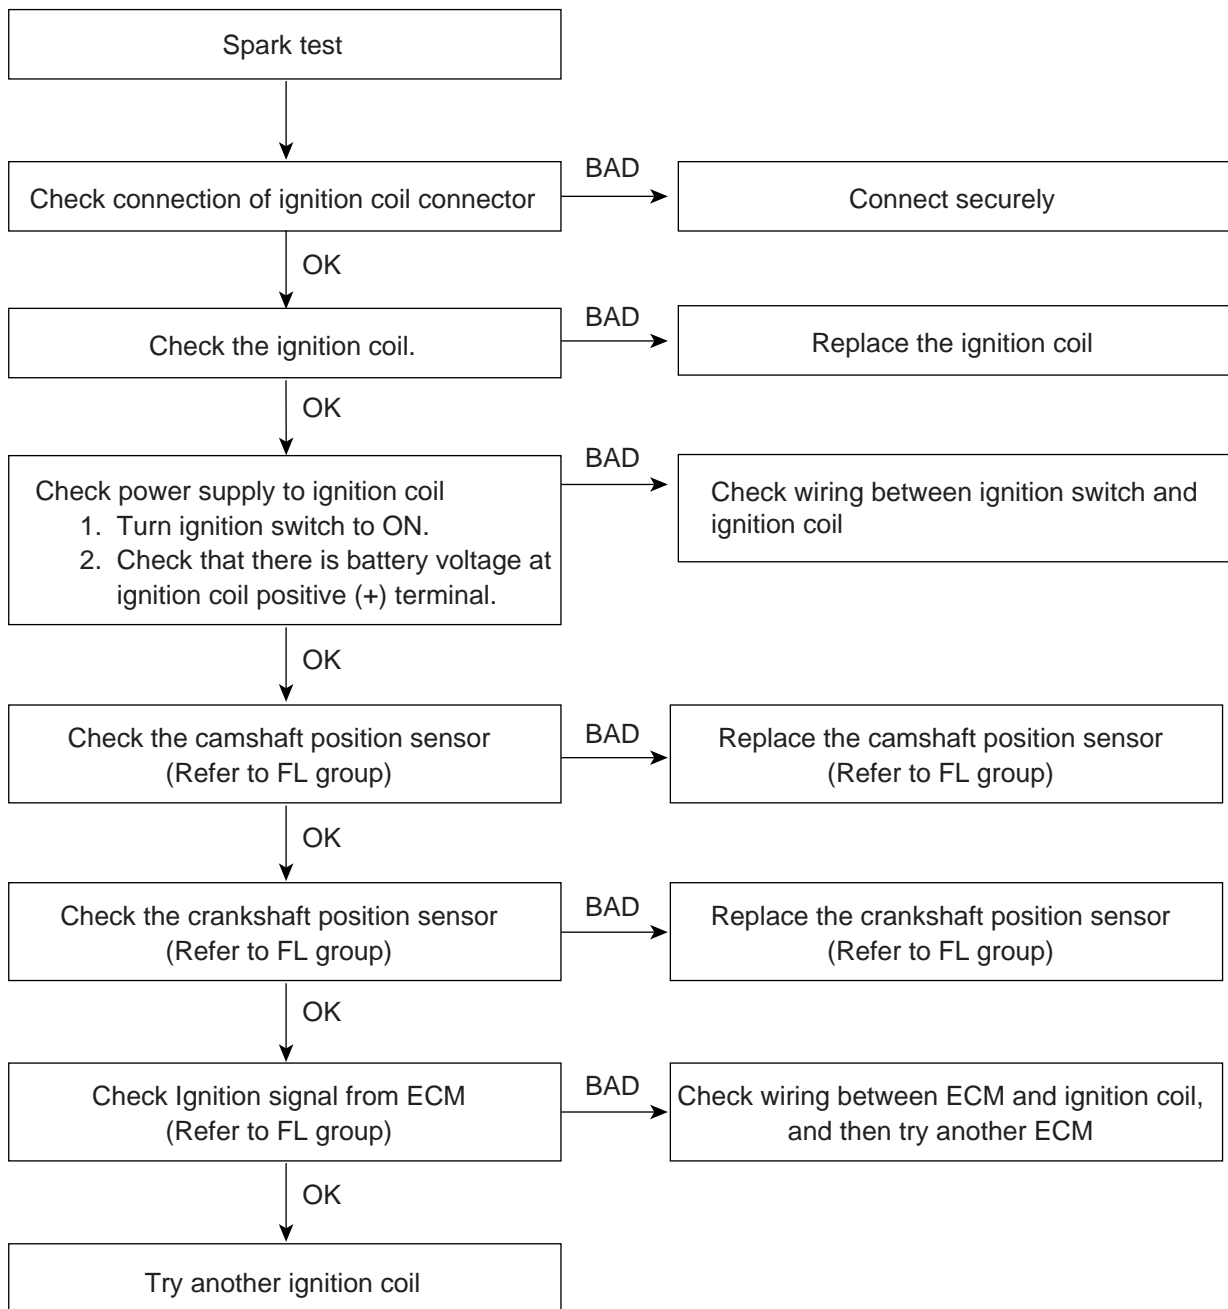 Spark test
Check connection of ignition coil connector
BAD
Connect securely
OK
Check the ignition coil.
BAD
Replace the ignition coil
OK
Check power supply to ignition coil
1. Turn ignition switch to ON.
2. Check that there is battery voltage at
ignition coil positive (+) terminal.
BAD
Check wiring between ignition switch and
ignition coil
OK
Check the camshaft position sensor
(Refer to FL group)
BAD
Replace the camshaft position sensor
(Refer to FL group)
OK
Check the crankshaft position sensor
(Refer to FL group)
BAD
Replace the crankshaft position sensor
(Refer to FL group)
OK
Check Ignition signal from ECM
(Refer to FL group)
BAD
Check wiring between ECM and ignition coil,
and then try another ECM
OK
Try another ignition coil